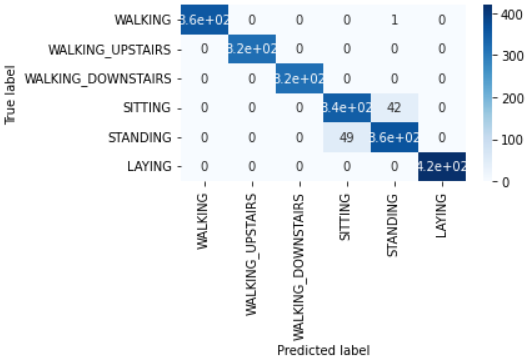 WALKING 3.6e+02 0 0 0 1 0
WALKING_UPSTAIRS 0 3.2e+02 0 0 0 0
WALKING_DOWNSTAIRS 0 0 3.2e+02 0 0 0
SITTING 0 0 0 3.4e+02 42 0
STANDING 0 0 0 49 3.6e+02 0
LAYING 0 0 0 0 0 4.2e+02
True label
400
300
200
100
0
WALKING
WALKING_UPSTAIRS
WALKING_DOWNSTAIRS
SITTING
STANDING
LAYING
Predicted label